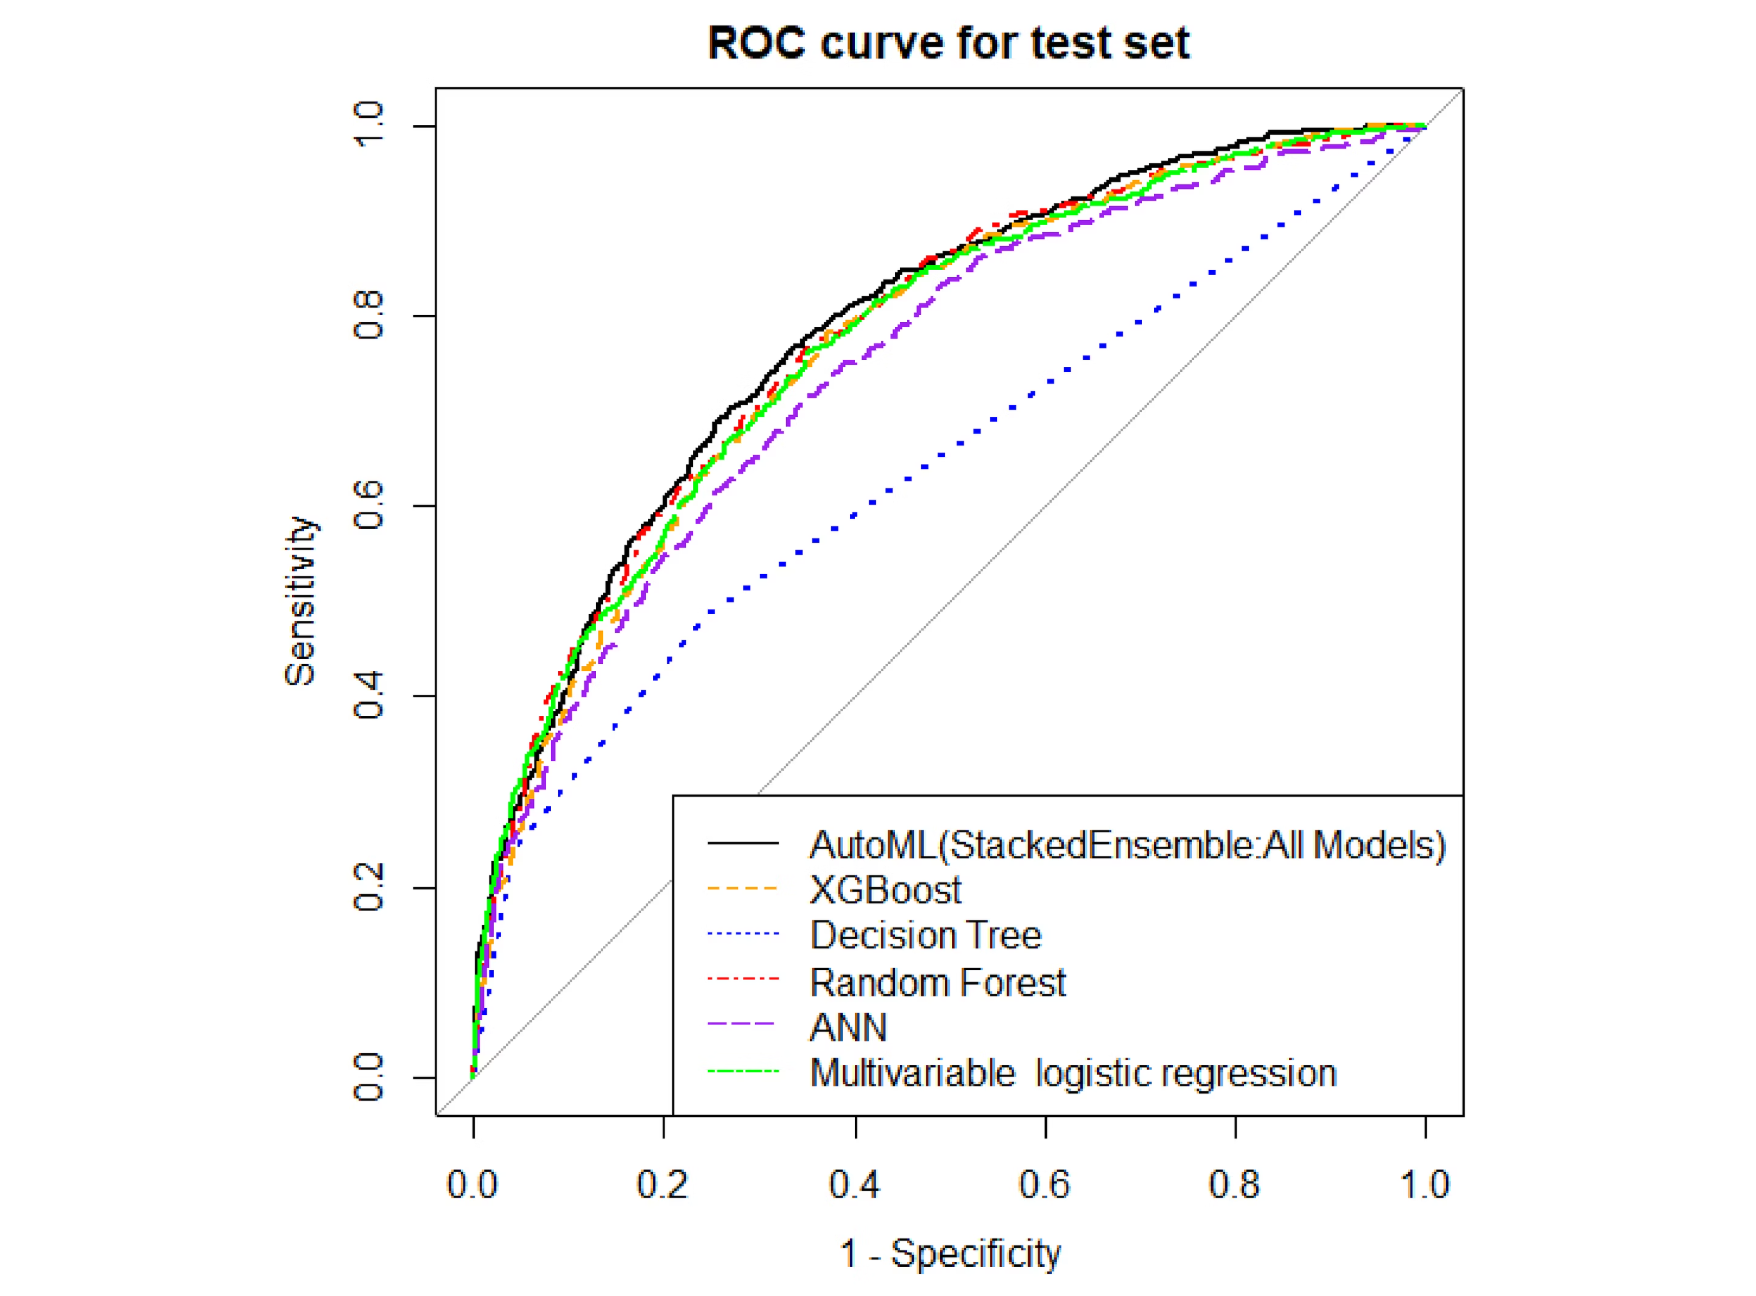 ROC curve for test set
1.0
0.8
0.6
0.4
0.2
0.0
Sensitivity
AutoML(StackedEnsemble:All Models)
XGBoost
Decision Tree
Random Forest
ANN
Multivariable logistic regression
0.0 0.2 0.4 0.6 0.8 1.0
1 - Specificity